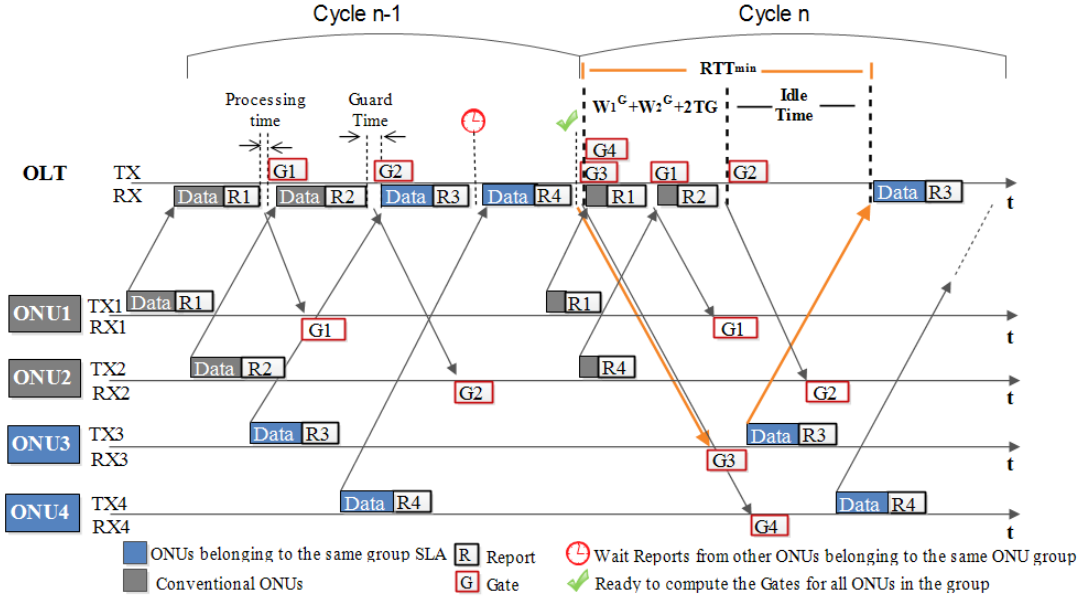 Cycle n-1
Cycle n
RTTmin
Processing time
Guard Time
W1^G+W2^G+2TG
Idle Time
G4
OLT
TX
G1
G2
G3
G1
G2
RX
Data R1
Data R2
Data R3
Data R4
R1
R2
Data R3
t
ONU1
TX1
Data R1
R1
RX1
G1
G1
t
ONU2
TX2
Data R2
R4
RX2
G2
G2
t
ONU3
TX3
Data R3
Data R3
RX3
G3
t
ONU4
TX4
Data R4
Data R4
RX4
G4
t
ONUs belonging to the same group SLA
R Report
Wait Reports from other ONUs belonging to the same ONU group
Conventional ONUs
G Gate
Ready to compute the Gates for all ONUs in the group